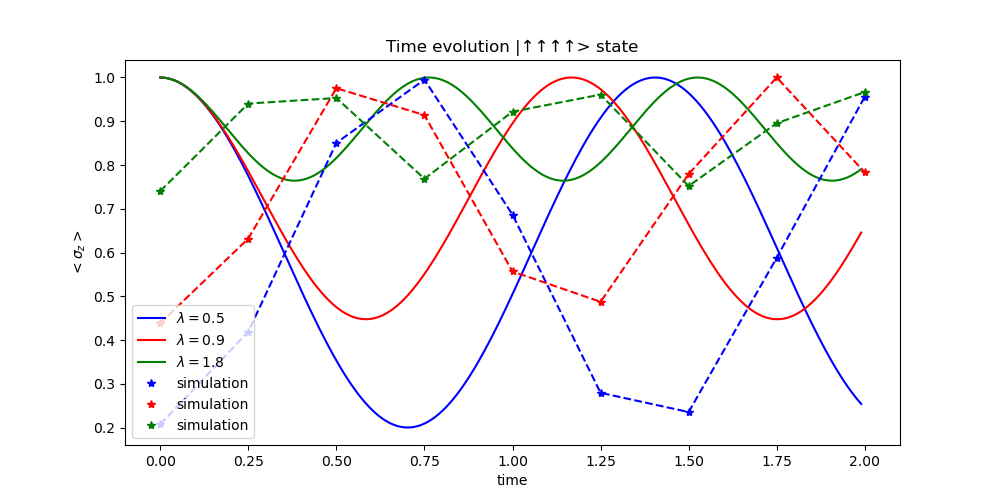 Time evolution |↑↑↑↑> state
1.0
0.9
0.8
0.7
0.6
0.5
0.4
0.3
0.2
<σz>
λ = 0.5
λ = 0.9
λ = 1.8
simulation
simulation
simulation
0.00 0.25 0.50 0.75 1.00 1.25 1.50 1.75 2.00
time